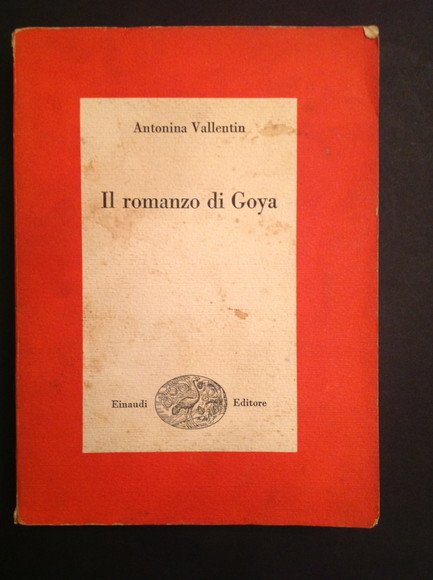 Antonina Vallentin
Il romanzo di Goya
Einaudi Editore